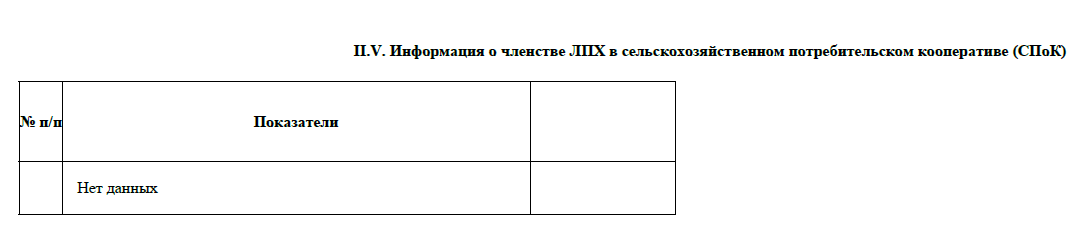 II.V. Информация о членстве ЛПХ в сельскохозяйственном потребительском кооперативе (СПоК)
№ п/п Показатели
Нет данных